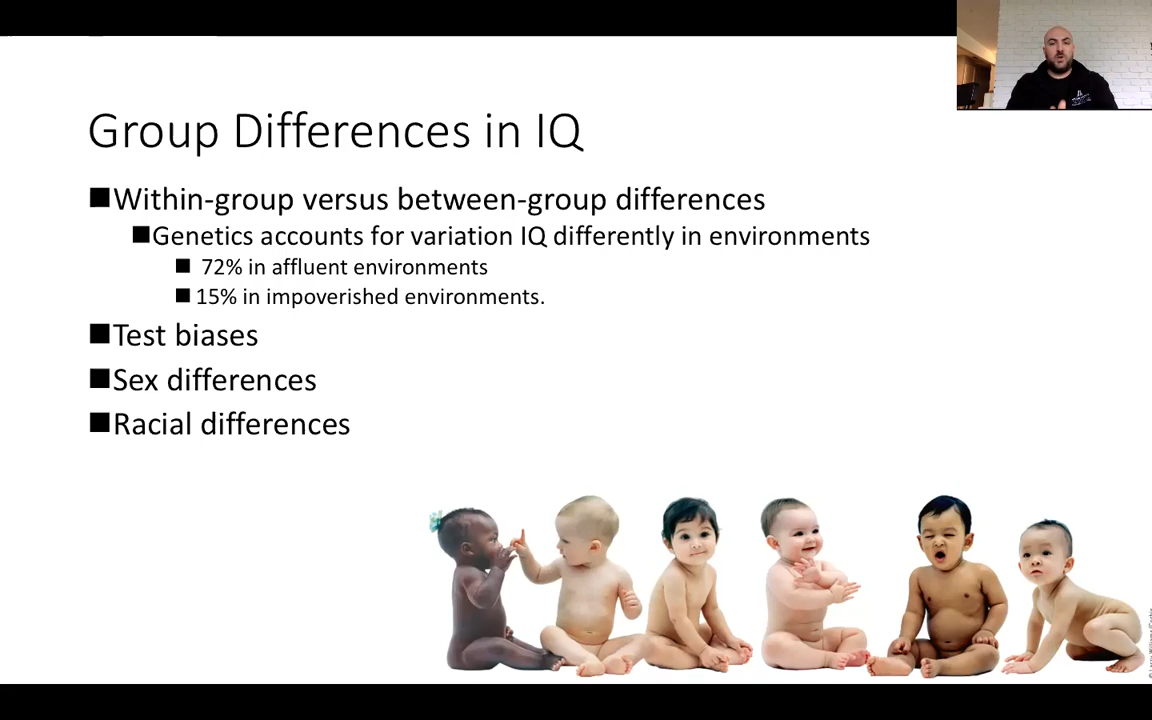 Group Differences in IQ
■Within-group versus between-group differences
■Genetics accounts for variation IQ differently in environments
■ 72% in affluent environments
■ 15% in impoverished environments.
■Test biases
■Sex differences
■Racial differences